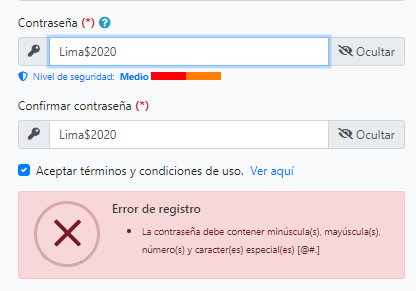 Contraseña (*)
Lima$2020 Ocultar
Nivel de seguridad: Medio
Confirmar contraseña (*)
Lima$2020 Ocultar
Aceptar términos y condiciones de uso. Ver aquí
Error de registro
La contraseña debe contener minúscula(s), mayúscula(s),
número(s) y caracter(es) especial(es) [@#.]